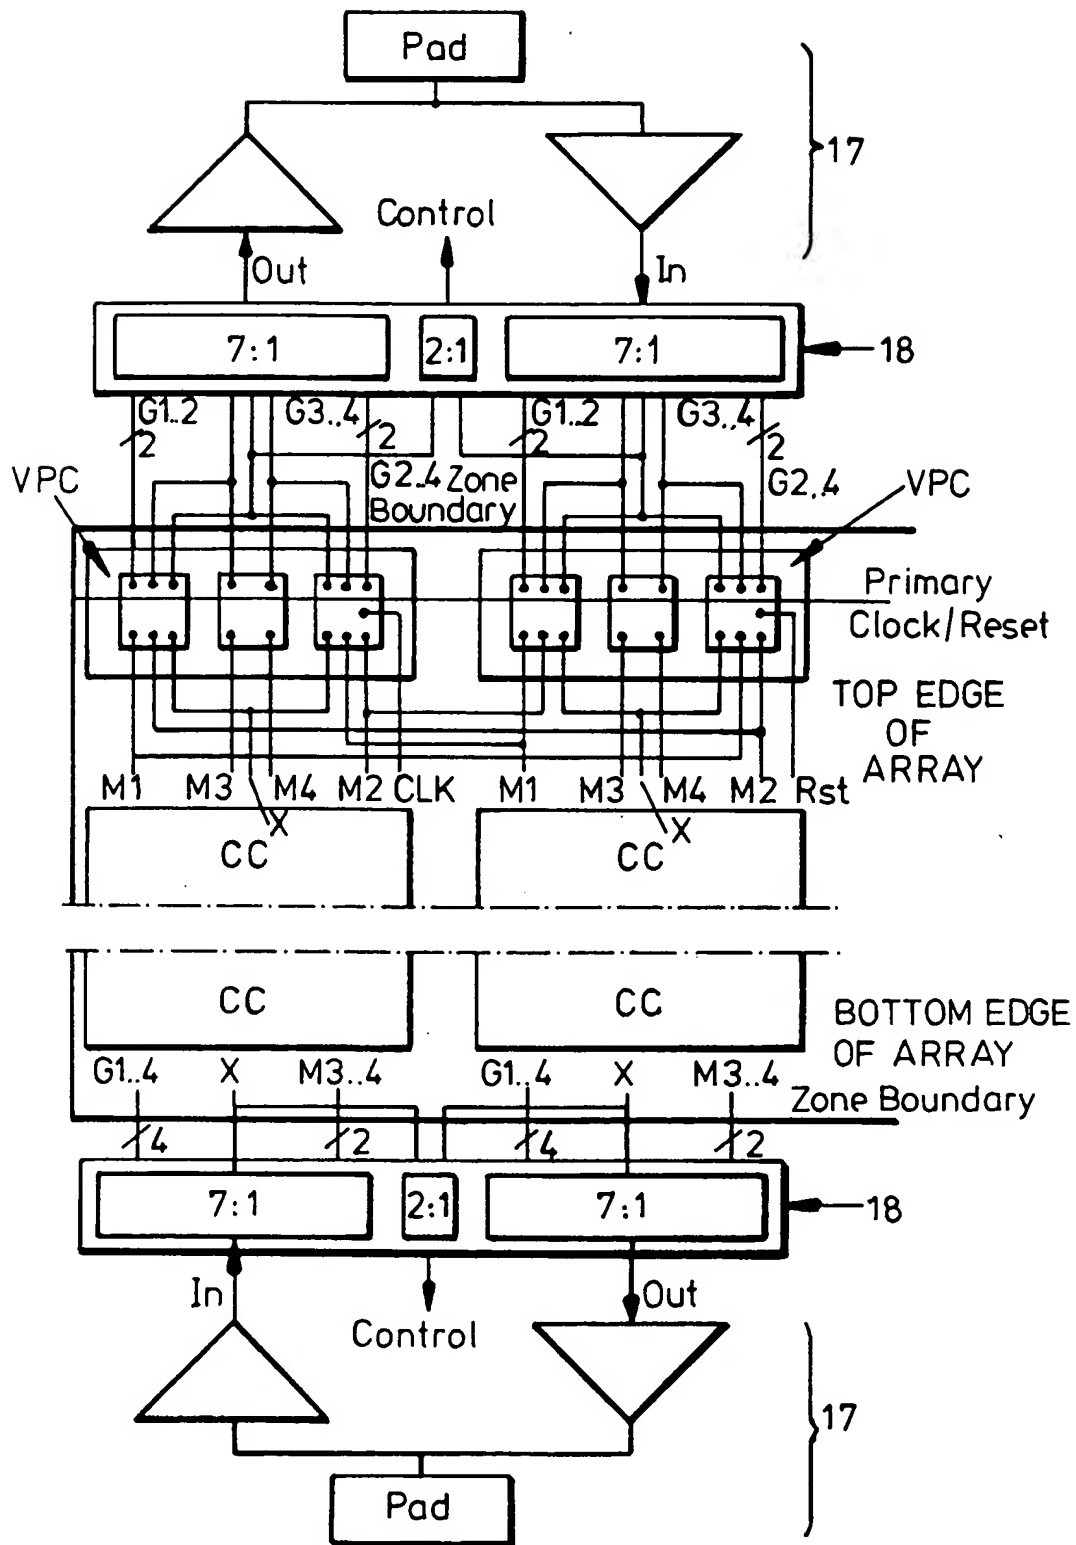 Pad
17
Control
Out
In
7:1
2:1
7:1
18
G1..2
G3..4
G1..2
G3..4
2
2
2
2
VPC
G2..4
Zone
Boundary
G2..4
VPC
Primary
Clock/Reset
TOP EDGE
OF
ARRAY
M1
M3
M4
M2
CLK
M1
M3
M4
M2
Rst
X
X
CC
CC
CC
CC
BOTTOM EDGE
OF ARRAY
G1..4
X
M3..4
G1..4
X
M3..4
Zone Boundary
4
2
4
2
7:1
2:1
7:1
18
In
Out
Control
17
Pad